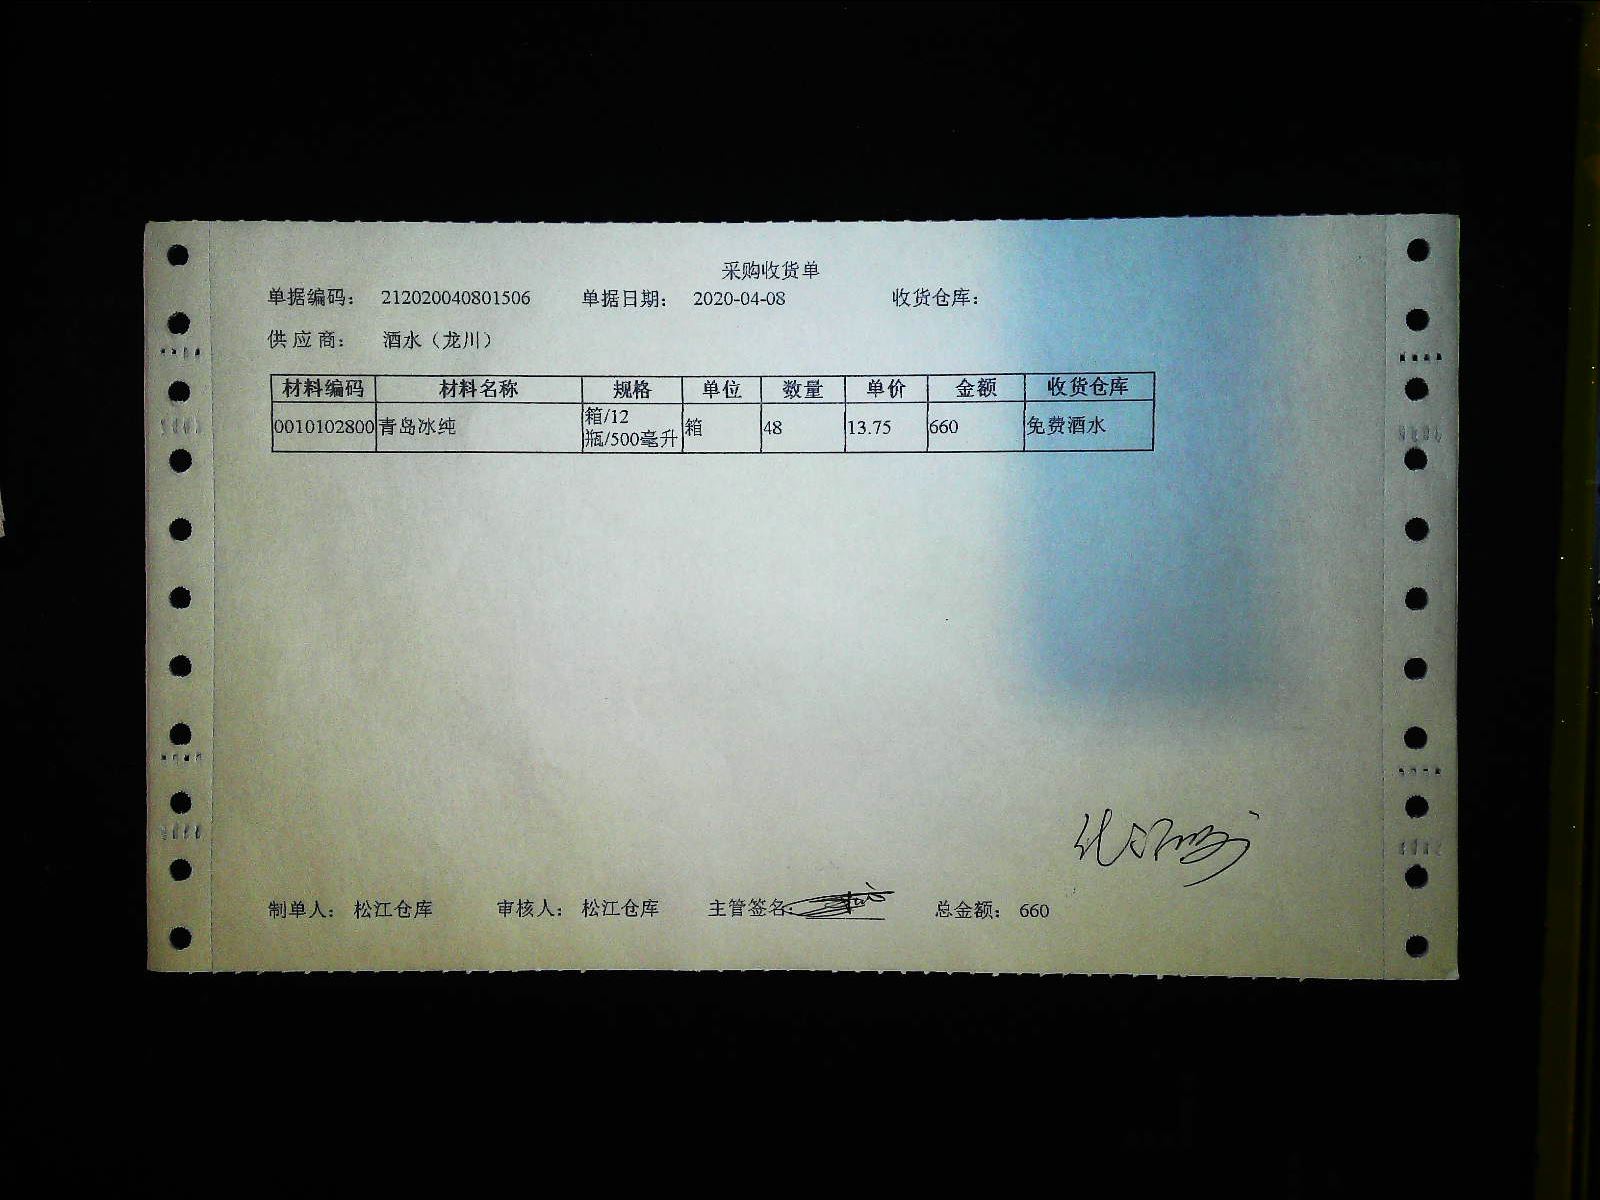 采购收货单
单据编码： 212020040801506 单据日期： 2020-04-08 收货仓库：
供应商： 酒水（龙川）
材料编码 材料名称 规格 单位 数量 单价 金额 收货仓库
0010102800 青岛冰纯 箱/12瓶/500毫升 箱 48 13.75 660 免费酒水
制单人： 松江仓库 审核人： 松江仓库 主管签名： 总金额： 660